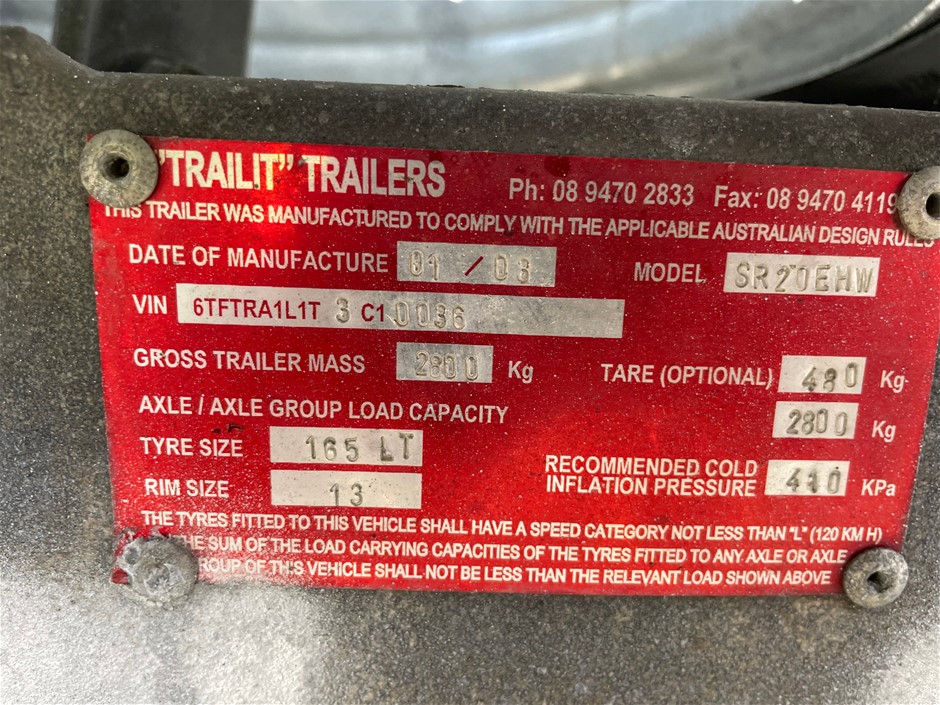 "TRAILIT" TRAILERS Ph: 08 9470 2833 Fax: 08 9470 4119
THIS TRAILER WAS MANUFACTURED TO COMPLY WITH THE APPLICABLE AUSTRALIAN DESIGN RULES
DATE OF MANUFACTURE 01 / 03 MODEL SR20EHW
VIN 6TFTRA1L1T 3 C1 0036
GROSS TRAILER MASS 2800 Kg TARE (OPTIONAL) 480 Kg
AXLE / AXLE GROUP LOAD CAPACITY 2800 Kg
TYRE SIZE 165 LT
RIM SIZE 13 RECOMMENDED COLD
INFLATION PRESSURE KPa
THE TYRES FITTED TO THIS VEHICLE SHALL HAVE A SPEED CATEGORY NOT LESS THAN "L" (120 KM H)
THE SUM OF THE LOAD CARRYING CAPACITIES OF THE TYRES FITTED TO ANY AXLE OR AXLE
GROUP OF THIS VEHICLE SHALL NOT BE LESS THAN THE RELEVANT LOAD SHOWN ABOVE